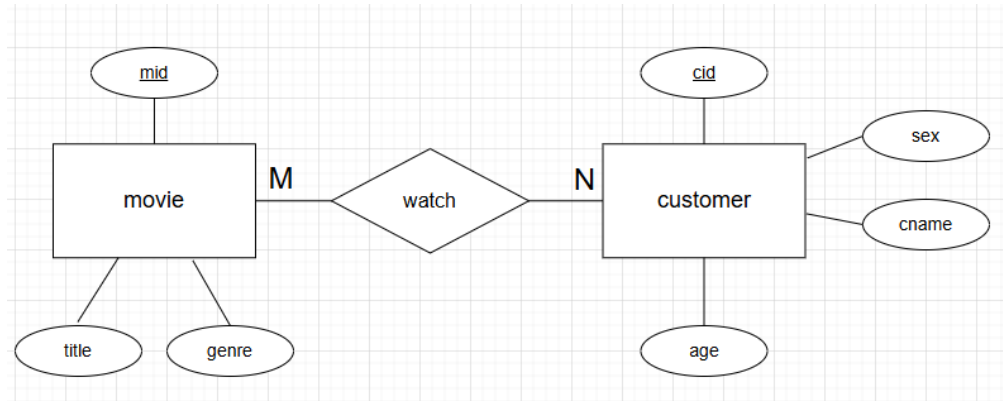 mid
cid
sex
movie
M
watch
N
customer
cname
title
genre
age